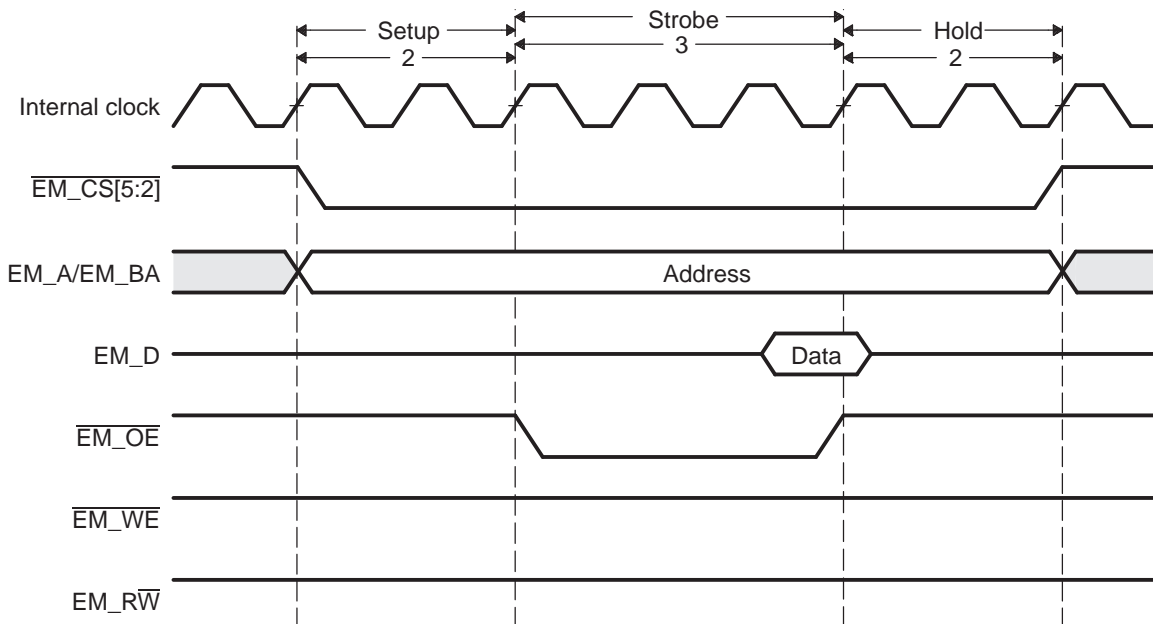 Setup
Strobe
Hold
2
3
2
Internal clock
EM_CS[5:2]
EM_A/EM_BA
Address
EM_D
Data
EM_OE
EM_WE
EM_RW